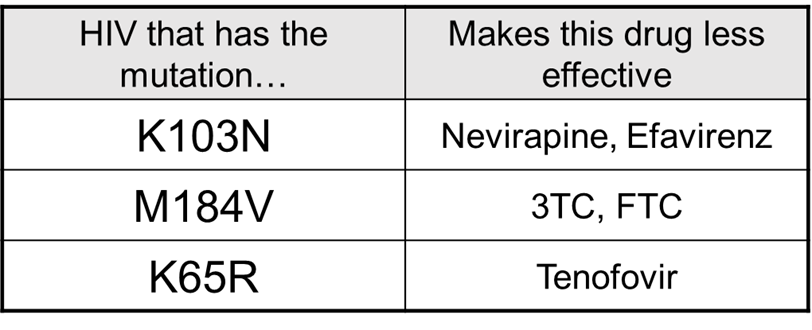 HIV that has the
mutation…
Makes this drug less
effective
K103N
Nevirapine, Efavirenz
M184V
3TC, FTC
K65R
Tenofovir